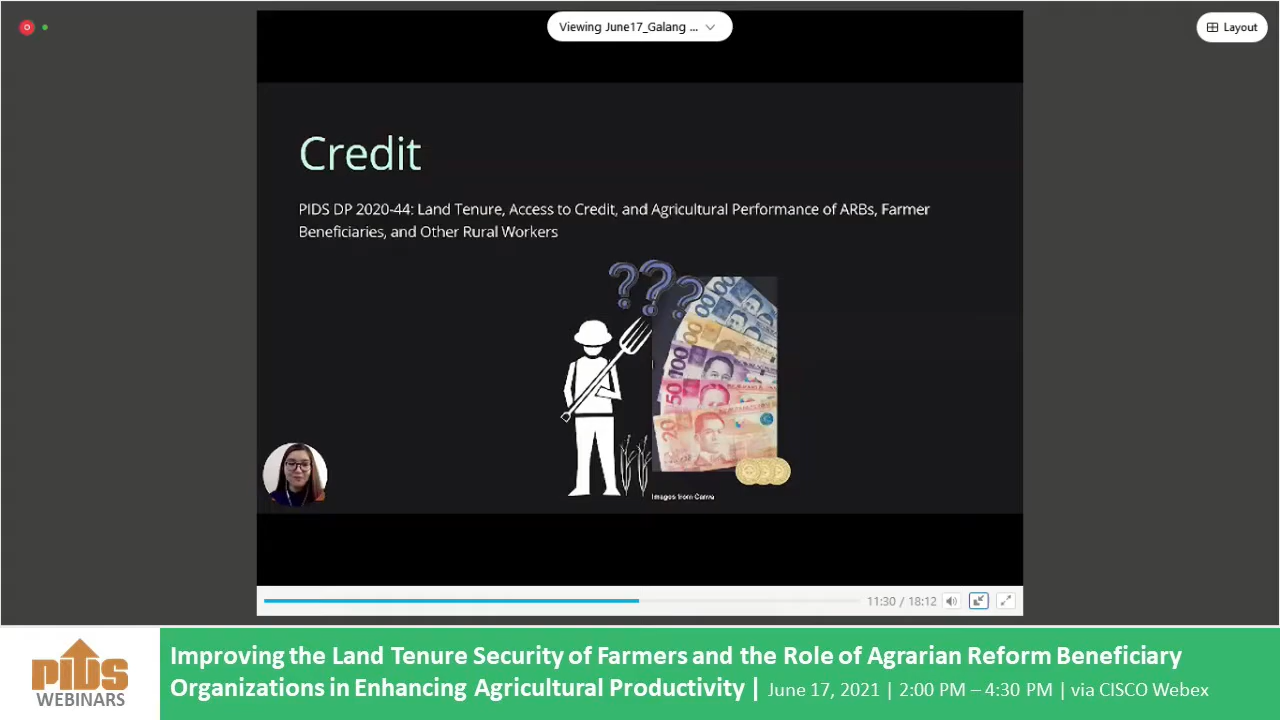 Viewing June17_Galang ...
Layout
Credit
PIDS DP 2020-44: Land Tenure, Access to Credit, and Agricultural Performance of ARBs, Farmer
Beneficiaries, and Other Rural Workers
???
100
50
20
Images from Canva
11:30 / 18:12
PIDS
WEBINARS
Improving the Land Tenure Security of Farmers and the Role of Agrarian Reform Beneficiary
Organizations in Enhancing Agricultural Productivity | June 17, 2021 | 2:00 PM – 4:30 PM | via CISCO Webex